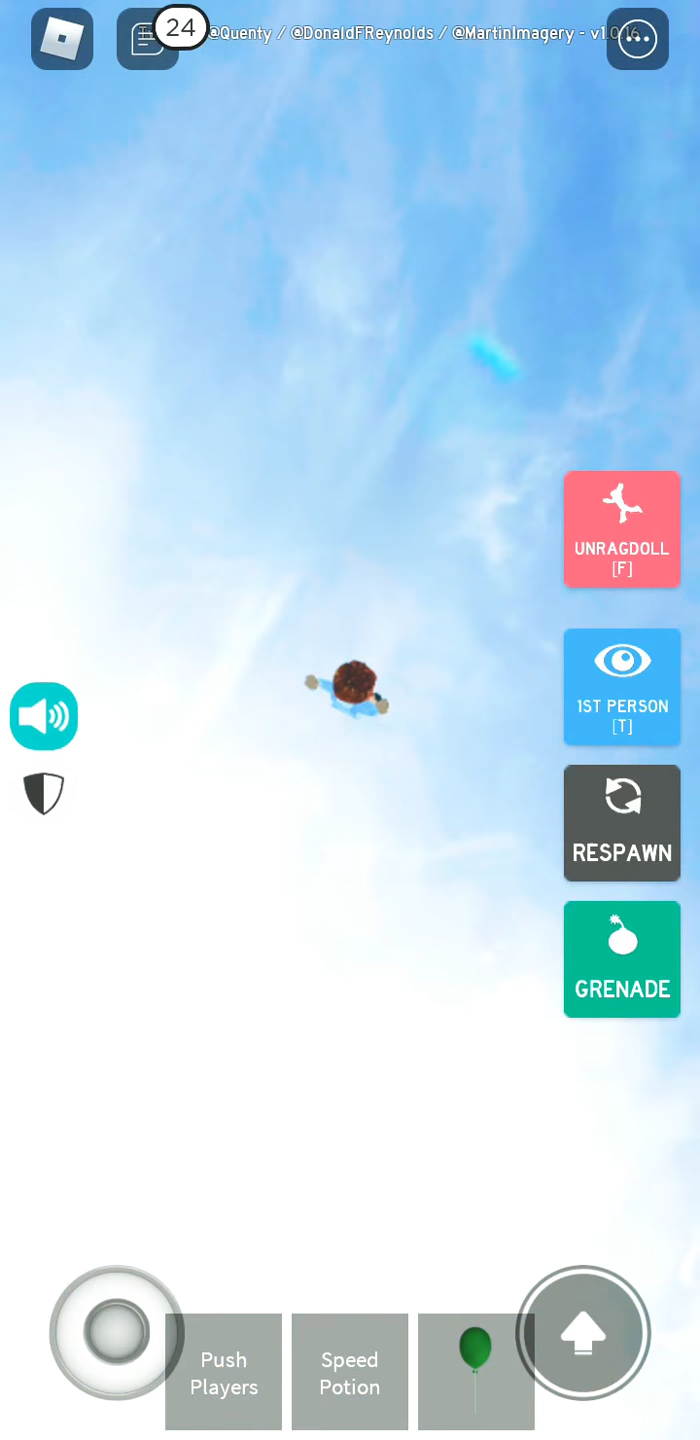 24
@Quenty / @DonaldFReynolds / @MartinImagery - v1.0.16
UNRAGDOLL
[F]
1ST PERSON
[T]
RESPAWN
GRENADE
Push
Players
Speed
Potion